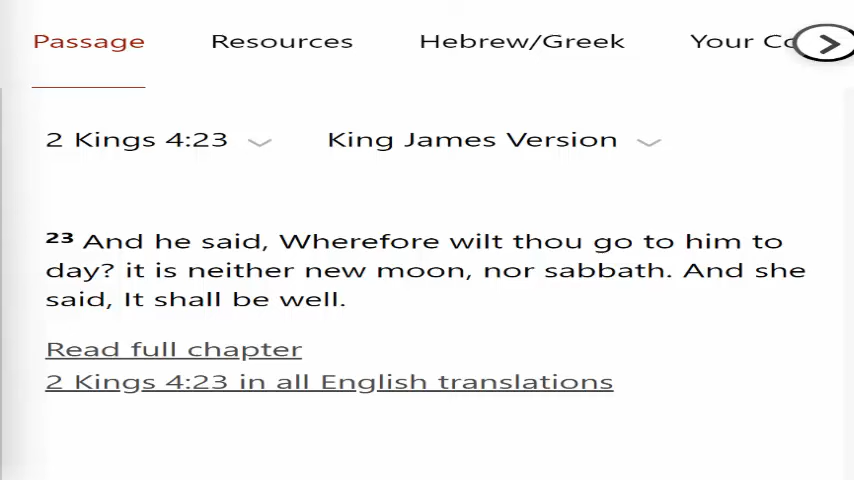 Passage Resources Hebrew/Greek Your Co
2 Kings 4:23 King James Version
23 And he said, Wherefore wilt thou go to him to
day? it is neither new moon, nor sabbath. And she
said, It shall be well.
Read full chapter
2 Kings 4:23 in all English translations